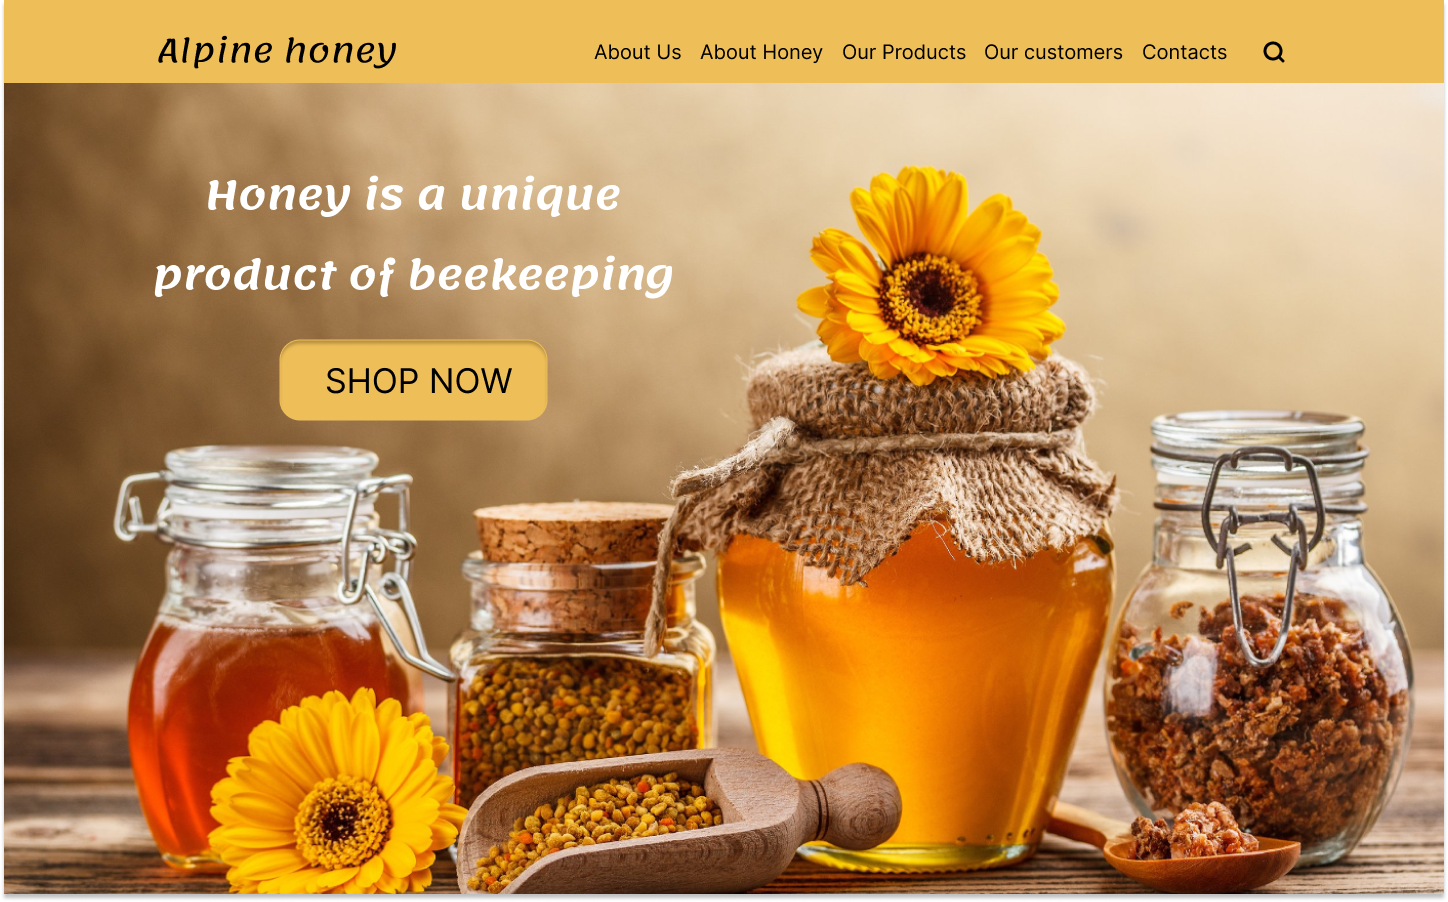 Alpine honey
About Us About Honey Our Products Our customers Contacts
Honey is a unique
product of beekeeping
SHOP NOW